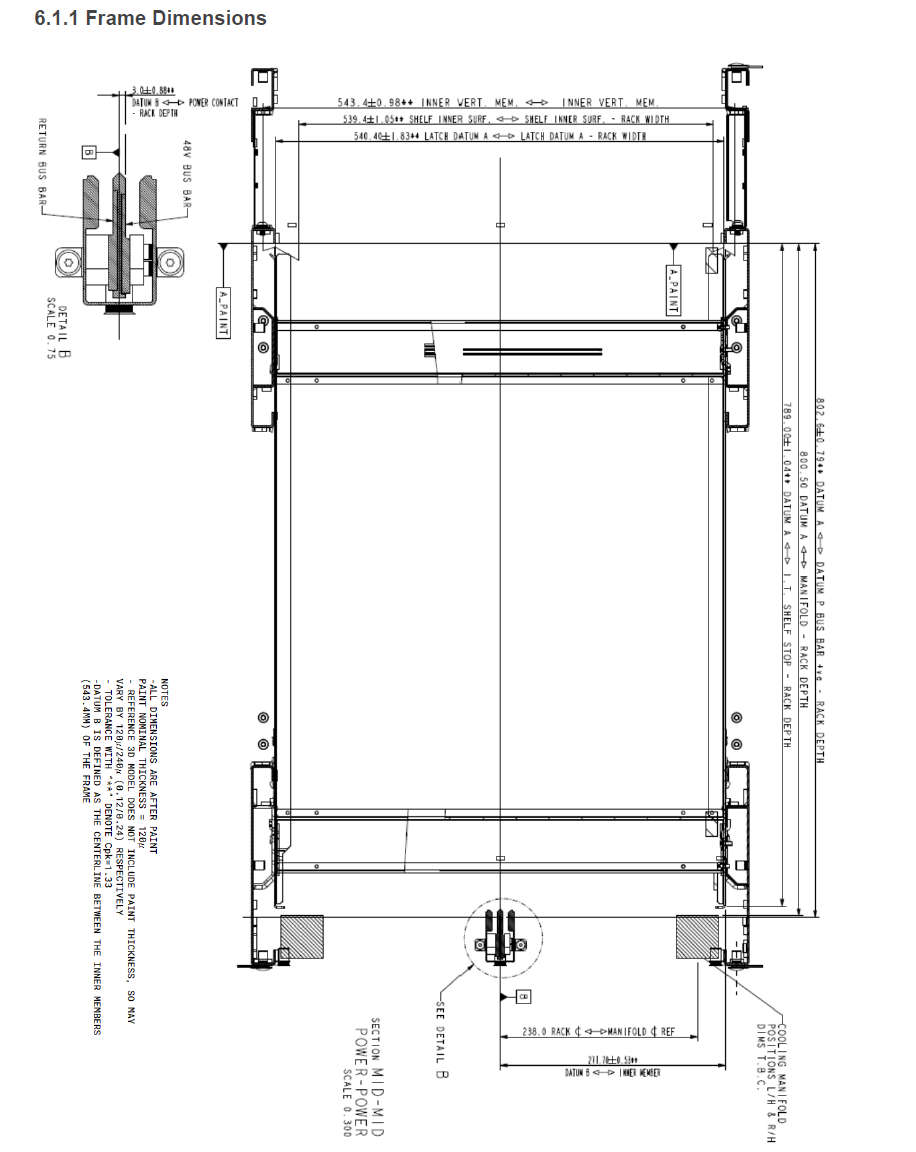 6.1.1 Frame Dimensions
3.0±0.88**
DATUM B <-> POWER CONTACT
- RACK DEPTH
543.4±0.98** INNER VERT. MEM. <-> INNER VERT. MEM.
539.4±1.05** SHELF INNER SURF. <-> SHELF INNER SURF. - RACK WIDTH
540.40±1.83** LATCH DATUM A <-> LATCH DATUM A - RACK WIDTH
RETURN BUS BAR
B
48V BUS BAR
DETAIL B
SCALE 0.75
A_PAINT
A_PAINT
802.6±0.79** DATUM A <-> DATUM P BUS BAR +ve - RACK DEPTH
800.50 DATUM A <-> MANIFOLD - RACK DEPTH
789.00±1.04** DATUM A <-> I.T. SHELF STOP - RACK DEPTH
NOTES
-ALL DIMENSIONS ARE AFTER PAINT
PAINT NOMINAL THICKNESS = 120μ
- REFERENCE 3D MODEL DOES NOT INCLUDE PAINT THICKNESS, SO MAY
VARY BY 120μ/240μ (0.12/0.24) RESPECTIVELY
- TOLERANCE WITH "**" DENOTE Cpk=1.33
-DATUM B IS DEFINED AS THE CENTERLINE BETWEEN THE INNER MEMBERS
(543.4MM) OF THE FRAME
B
SEE DETAIL B
238.0 RACK ℄ <->MANIFOLD ℄ REF
271.70±0.53**
DATUM B <-> INNER MEMBER
SECTION MID-MID
POWER-POWER
SCALE 0.300
COOLING MANIFOLD
POSITIONS L/H & R/H
DIMS T.B.C.